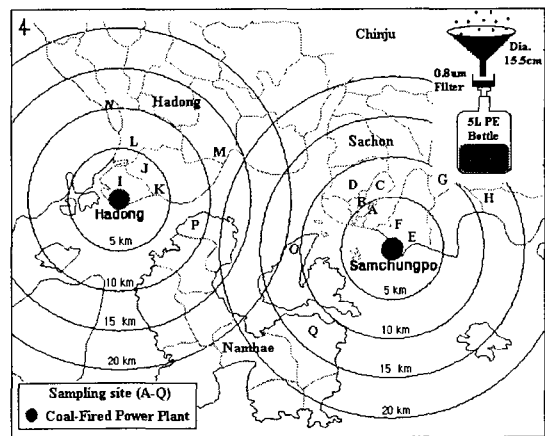 4
Chinju
Dia.
15.5cm
0.8um
Filter
5L PE
Bottle
N
Hadong
L
M
Sachon
J
I
K
Hadong
D
C
G
H
B
A
P
F
E
5 km
O
Samchungpo
5 km
10 km
10 km
Q
15 km
Namhae
15 km
20 km
20 km
Sampling site (A-Q)
Coal-Fired Power Plant